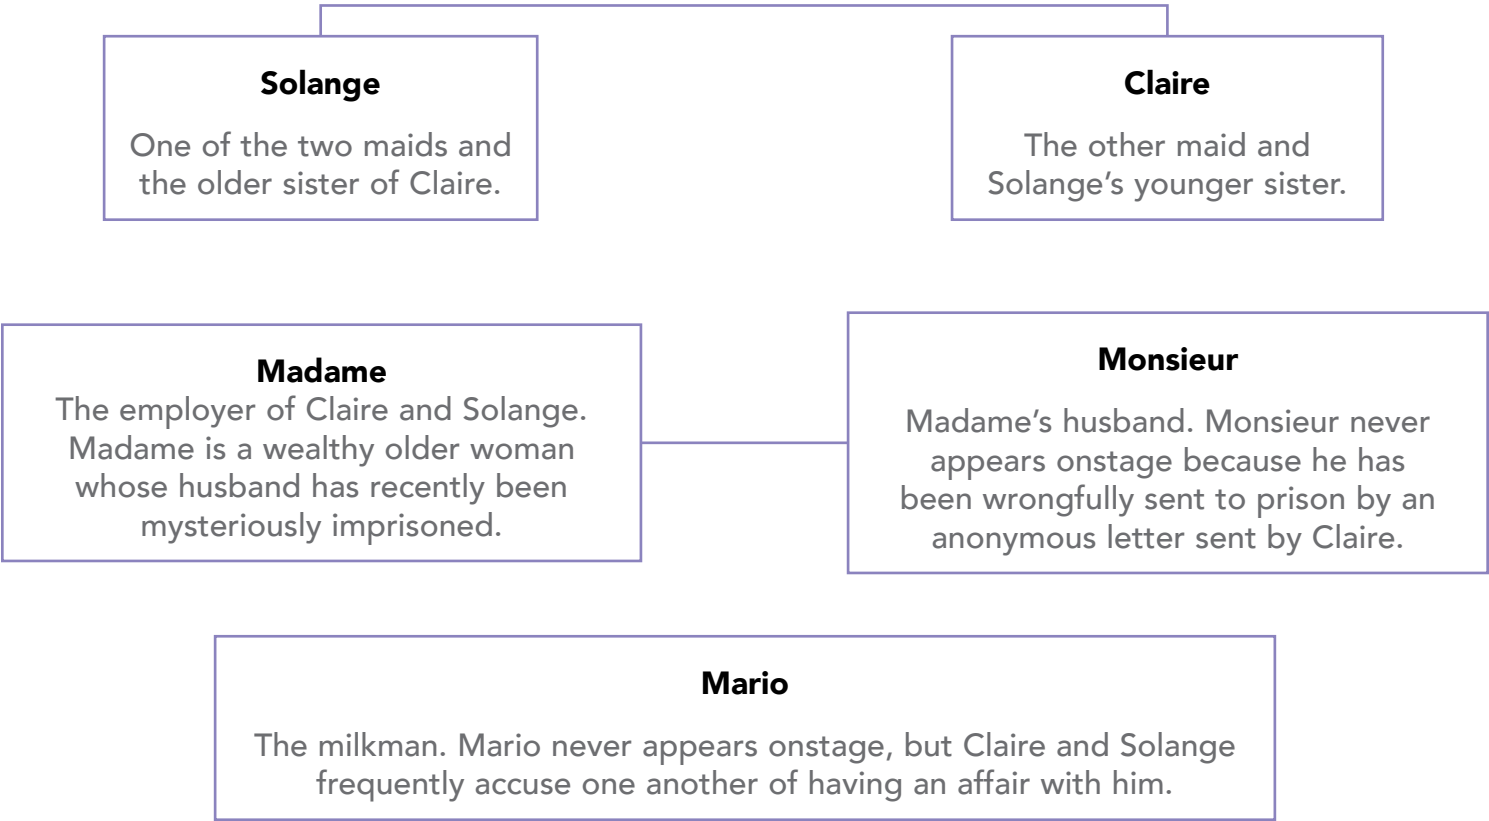 Solange
One of the two maids and
the older sister of Claire.
Claire
The other maid and
Solange’s younger sister.
Madame
The employer of Claire and Solange.
Madame is a wealthy older woman
whose husband has recently been
mysteriously imprisoned.
Monsieur
Madame’s husband. Monsieur never
appears onstage because he has
been wrongfully sent to prison by an
anonymous letter sent by Claire.
Mario
The milkman. Mario never appears onstage, but Claire and Solange
frequently accuse one another of having an affair with him.